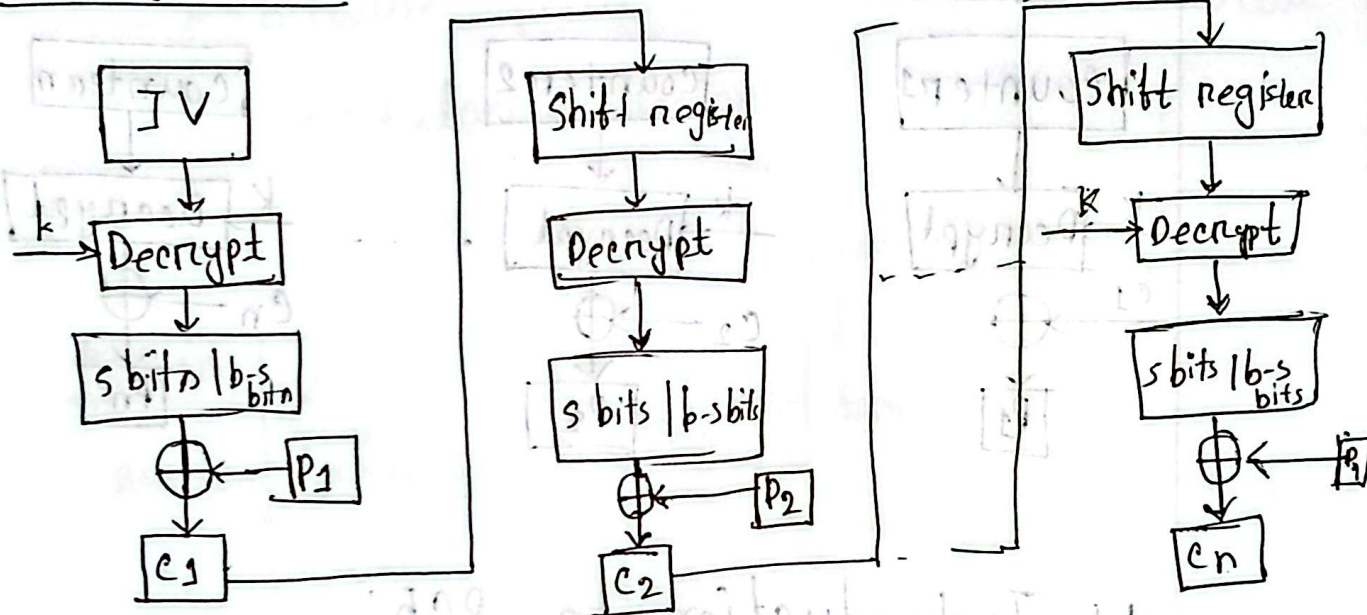 IV
k
Decrypt
s bits | b-s
bits
P1
C1
Shift register
Decrypt
s bits | b-s bits
P2
C2
Shift register
K
Decrypt
s bits | b-s
bits
Cn